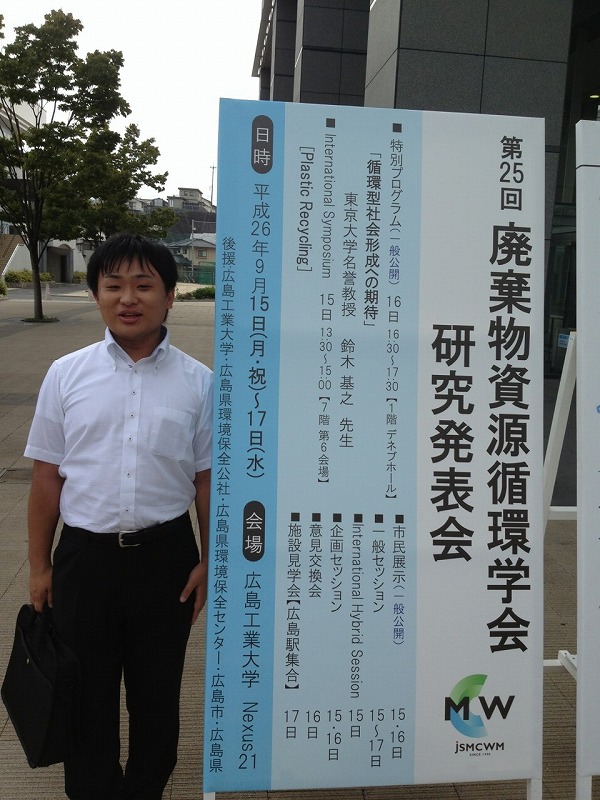 第25回 廃棄物資源循環学会
研究発表会
■特別プログラム(一般公開) 16日 16:30~17:30【1階 デネブホール】
「循環型社会形成への期待」
東京大学名誉教授 鈴木 基之 先生
■International Symposium 15日 13:30~15:00【7階 第6会場】
[Plastic Recycling]
■市民展示(一般公開) 15・16日
■一般セッション 15~17日
■International Hybrid Session 15日
■企画セッション 15・16日
■意見交換会 16日
■施設見学会【広島駅集合】 17日
日時 平成26年9月15日(月・祝)~17日(水) 会場 広島工業大学 Nexus21
後援広島工業大学・広島県環境保全公社・広島県環境保全センター・広島市・広島県
MW
JSMCWM
SINCE 1990